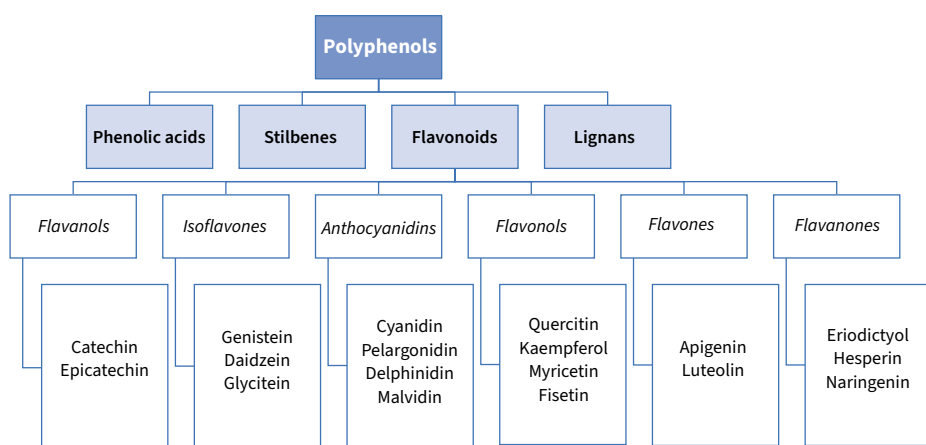 Polyphenols
Phenolic acids
Stilbenes
Flavonoids
Lignans
Flavanols
Isoflavones
Anthocyanidins
Flavonols
Flavones
Flavanones
Catechin
Epicatechin
Genistein
Daidzein
Glycitein
Cyanidin
Pelargonidin
Delphinidin
Malvidin
Quercitin
Kaempferol
Myricetin
Fisetin
Apigenin
Luteolin
Eriodictyol
Hesperin
Naringenin